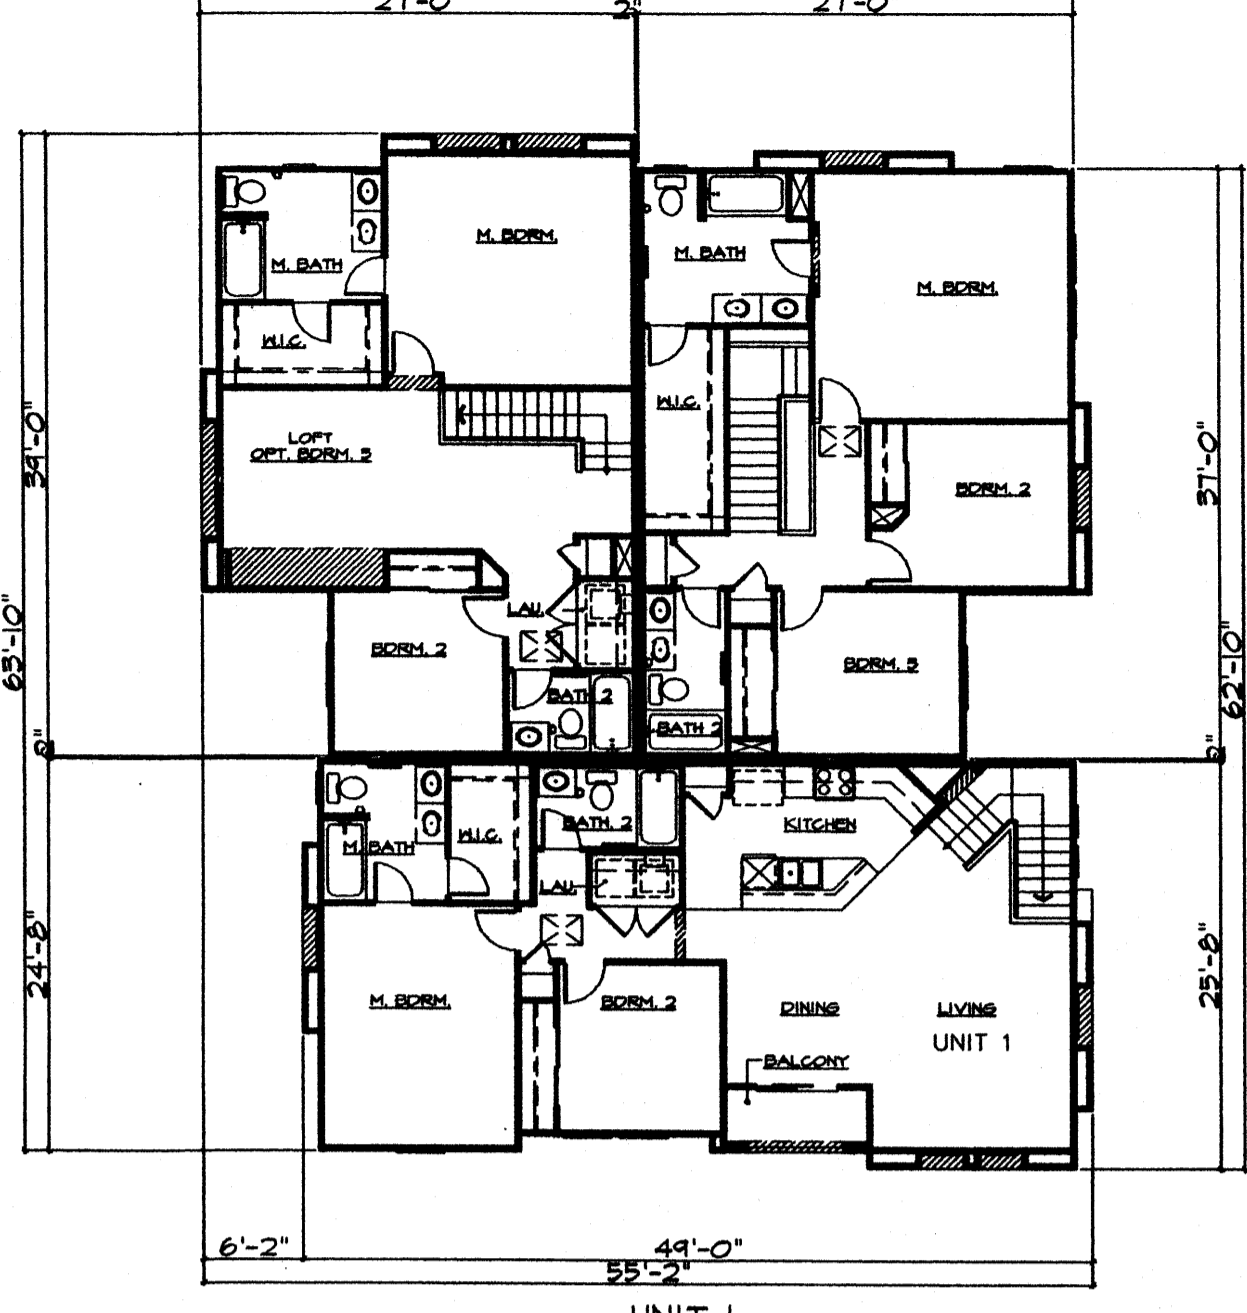 21'-0"
2"
21'-0"
M. BDRM.
M. BATH
M. BATH
M. BDRM.
W.I.C.
W.I.C.
39'-0"
LOFT
OPT. BDRM. 3
37'-0"
BDRM. 2
63'-10"
LAU.
BDRM. 2
BDRM. 3
62'-10"
BATH 2
BATH 2
2"
2"
KITCHEN
BATH. 2
W.I.C.
M. BATH
LAU.
24'-8"
25'-8"
M. BDRM.
BDRM. 2
DINING
LIVING
UNIT 1
BALCONY
6'-2"
49'-0"
55'-2"
UNIT 1